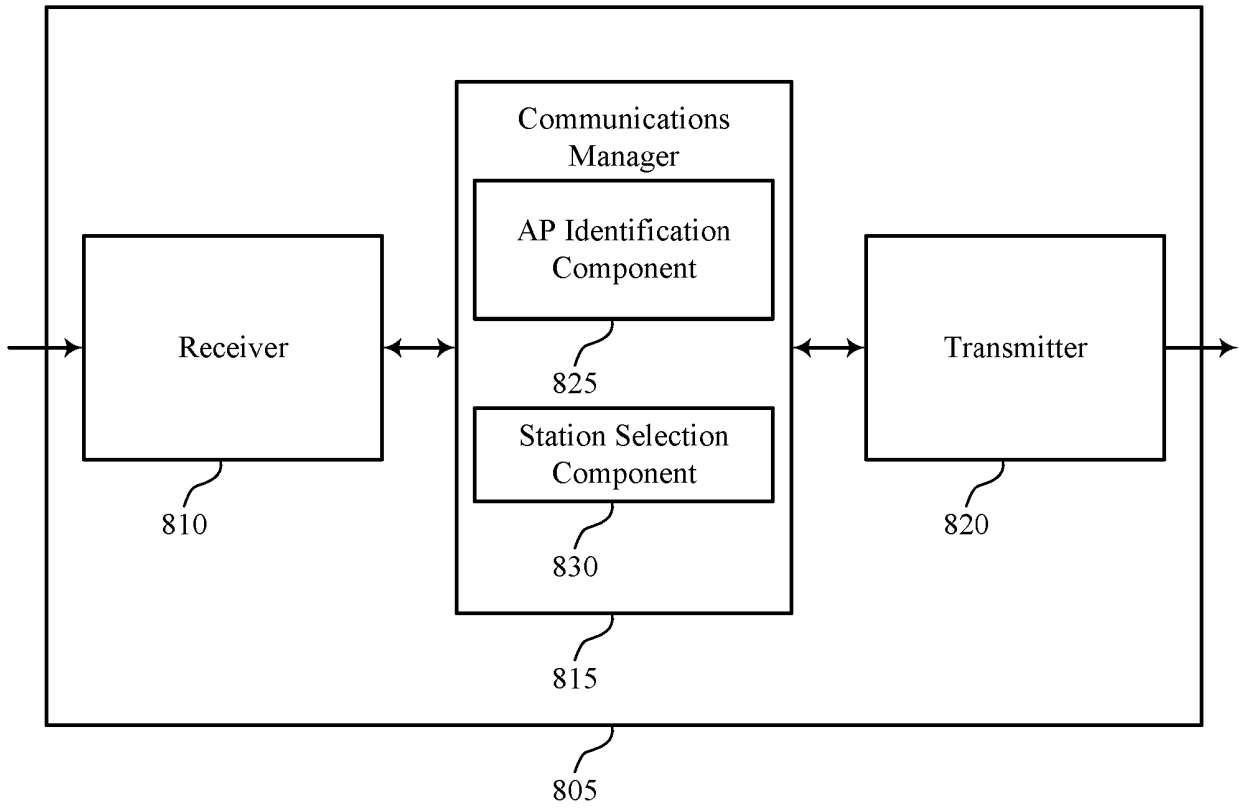 Communications
Manager
AP Identification
Component
825
Station Selection
Component
830
815
Receiver
810
Transmitter
820
805